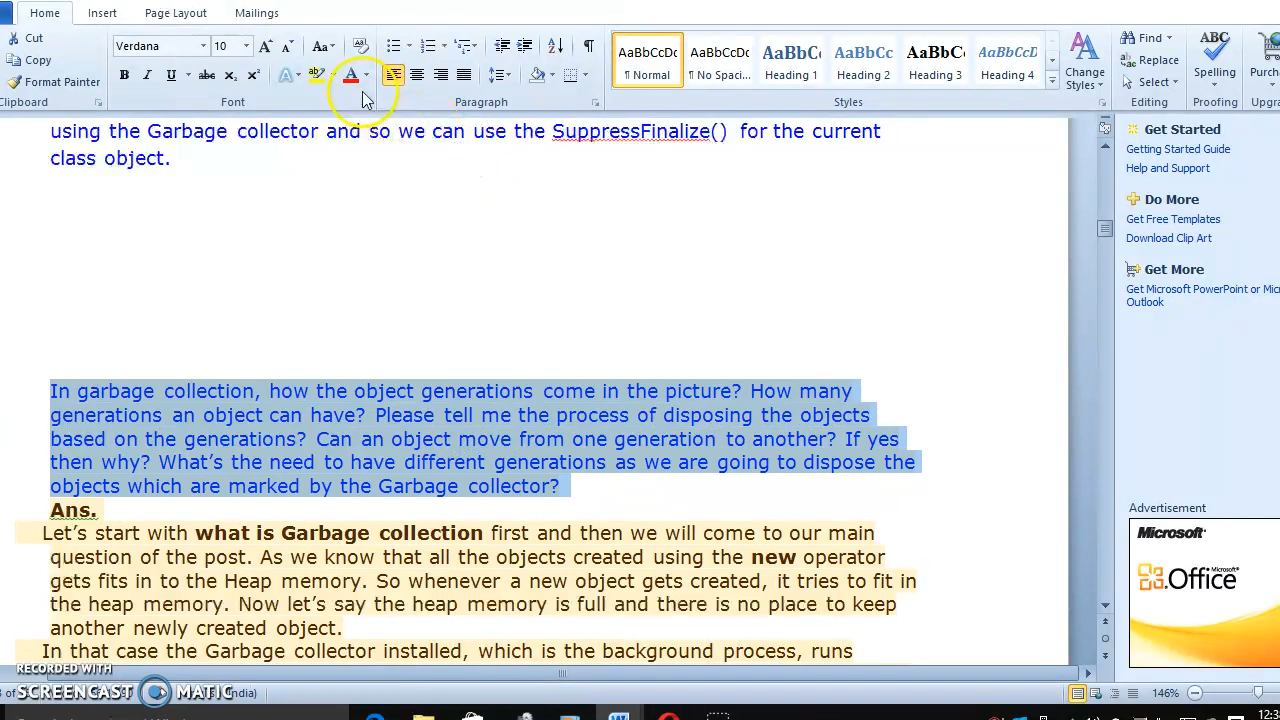 Home Insert Page Layout Mailings
Cut
Copy
Format Painter
Clipboard
Verdana 10
Font
Paragraph
AaBbCcDc AaBbCcDc AaBbCc AaBbCc AaBbCc AaBbCcD
¶ Normal ¶ No Spaci... Heading 1 Heading 2 Heading 3 Heading 4
Styles
Change
Styles
Find
Replace
Select
Editing
ABC
Spelling
Proofing
using the Garbage collector and so we can use the SuppressFinalize() for the current
class object.
In garbage collection, how the object generations come in the picture? How many
generations an object can have? Please tell me the process of disposing the objects
based on the generations? Can an object move from one generation to another? If yes
then why? What's the need to have different generations as we are going to dispose the
objects which are marked by the Garbage collector?
Ans.
Let's start with what is Garbage collection first and then we will come to our main
question of the post. As we know that all the objects created using the new operator
gets fits in to the Heap memory. So whenever a new object gets created, it tries to fit in
the heap memory. Now let's say the heap memory is full and there is no place to keep
another newly created object.
In that case the Garbage collector installed, which is the background process, runs
Get Started
Getting Started Guide
Help and Support
Do More
Get Free Templates
Download Clip Art
Get More
Get Microsoft PowerPoint or
Outlook
Advertisement
Microsoft
Office
RECORDED WITH
SCREENCAST MATIC
146%